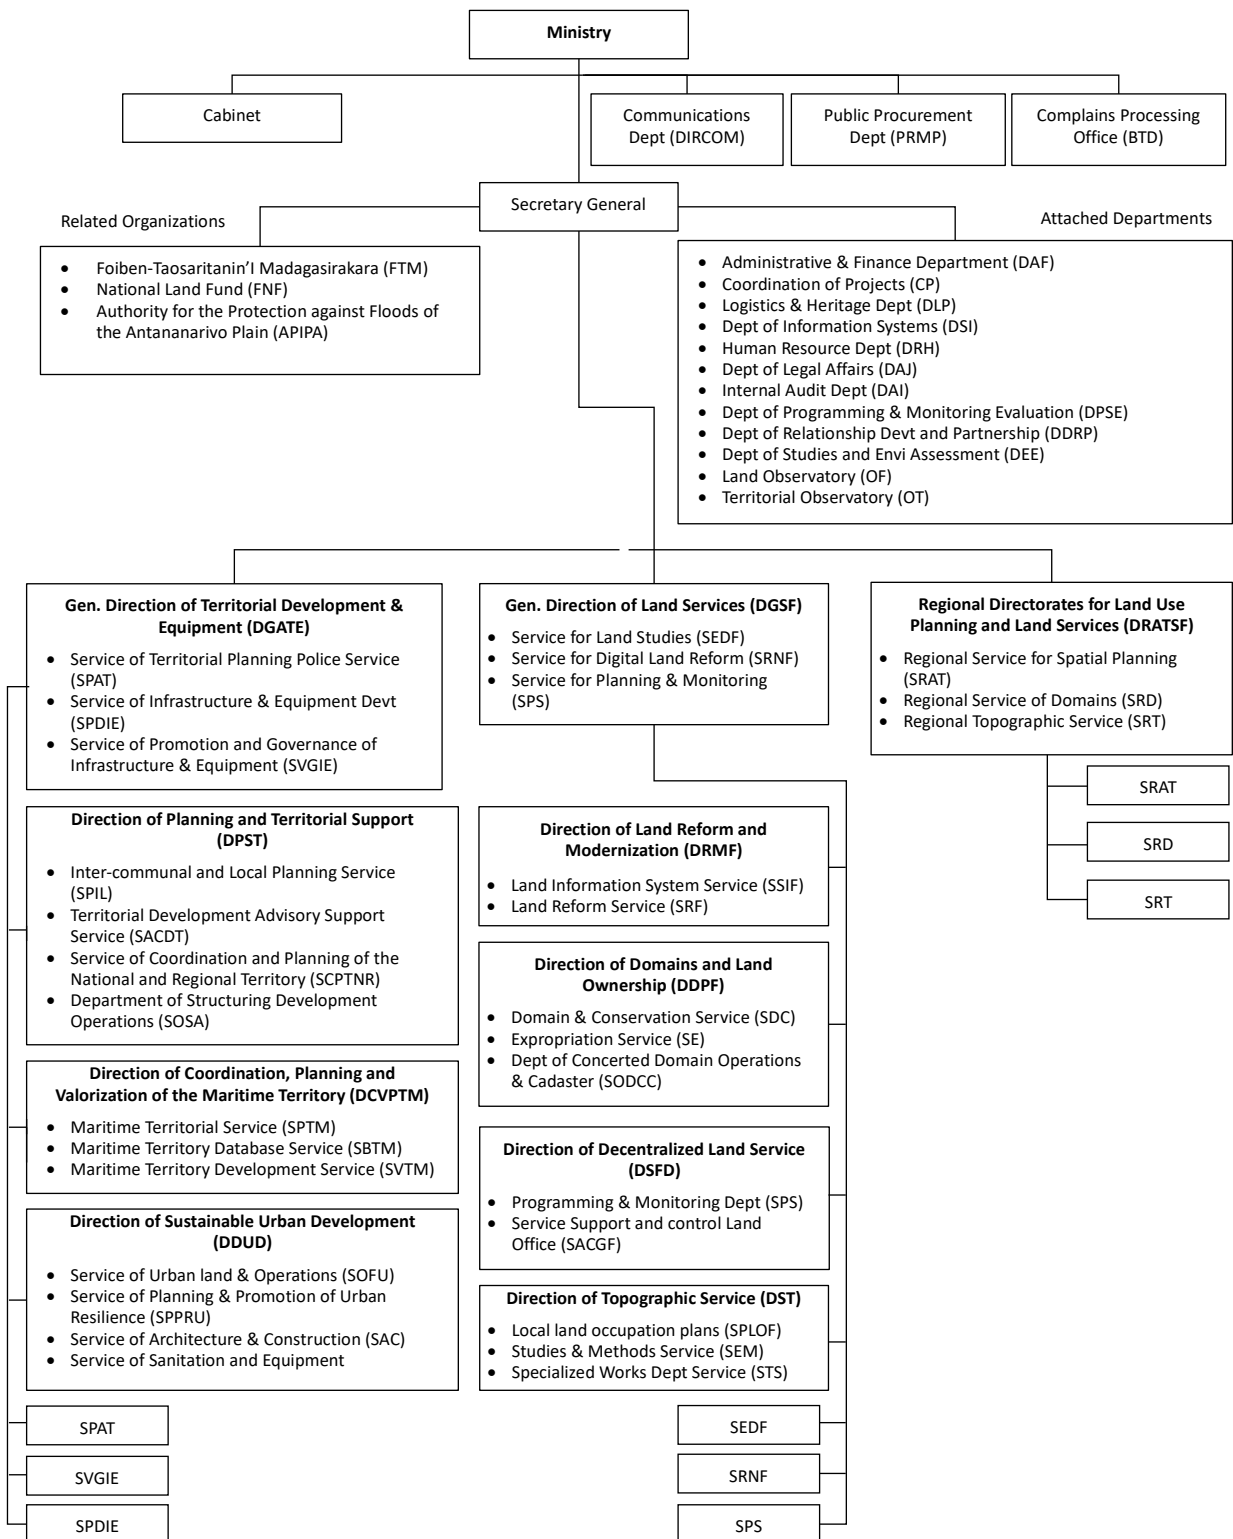 Ministry
Cabinet
Communications
Dept (DIRCOM)
Public Procurement
Dept (PRMP)
Complains Processing
Office (BTD)
Secretary General
Related Organizations
Attached Departments
• Foiben-Taosaritanin’I Madagasirakara (FTM)
• National Land Fund (FNF)
• Authority for the Protection against Floods of
the Antananarivo Plain (APIPA)
• Administrative & Finance Department (DAF)
• Coordination of Projects (CP)
• Logistics & Heritage Dept (DLP)
• Dept of Information Systems (DSI)
• Human Resource Dept (DRH)
• Dept of Legal Affairs (DAJ)
• Internal Audit Dept (DAI)
• Dept of Programming & Monitoring Evaluation (DPSE)
• Dept of Relationship Devt and Partnership (DDRP)
• Dept of Studies and Envi Assessment (DEE)
• Land Observatory (OF)
• Territorial Observatory (OT)
Gen. Direction of Territorial Development &
Equipment (DGATE)
• Service of Territorial Planning Police Service
(SPAT)
• Service of Infrastructure & Equipment Devt
(SPDIE)
• Service of Promotion and Governance of
Infrastructure & Equipment (SVGIE)
Direction of Planning and Territorial Support
(DPST)
• Inter-communal and Local Planning Service
(SPIL)
• Territorial Development Advisory Support
Service (SACDT)
• Service of Coordination and Planning of the
National and Regional Territory (SCPTNR)
• Department of Structuring Development
Operations (SOSA)
Direction of Coordination, Planning and
Valorization of the Maritime Territory (DCVPTM)
• Maritime Territorial Service (SPTM)
• Maritime Territory Database Service (SBTM)
• Maritime Territory Development Service (SVTM)
Direction of Sustainable Urban Development
(DDUD)
• Service of Urban land & Operations (SOFU)
• Service of Planning & Promotion of Urban
Resilience (SPPRU)
• Service of Architecture & Construction (SAC)
• Service of Sanitation and Equipment
SPAT
SVGIE
SPDIE
Gen. Direction of Land Services (DGSF)
• Service for Land Studies (SEDF)
• Service for Digital Land Reform (SRNF)
• Service for Planning & Monitoring
(SPS)
Direction of Land Reform and
Modernization (DRMF)
• Land Information System Service (SSIF)
• Land Reform Service (SRF)
Direction of Domains and Land
Ownership (DDPF)
• Domain & Conservation Service (SDC)
• Expropriation Service (SE)
• Dept of Concerted Domain Operations
& Cadaster (SODCC)
Direction of Decentralized Land Service
(DSFD)
• Programming & Monitoring Dept (SPS)
• Service Support and control Land
Office (SACGF)
Direction of Topographic Service (DST)
• Local land occupation plans (SPLOF)
• Studies & Methods Service (SEM)
• Specialized Works Dept Service (STS)
SEDF
SRNF
SPS
Regional Directorates for Land Use
Planning and Land Services (DRATSF)
• Regional Service for Spatial Planning
(SRAT)
• Regional Service of Domains (SRD)
• Regional Topographic Service (SRT)
SRAT
SRD
SRT